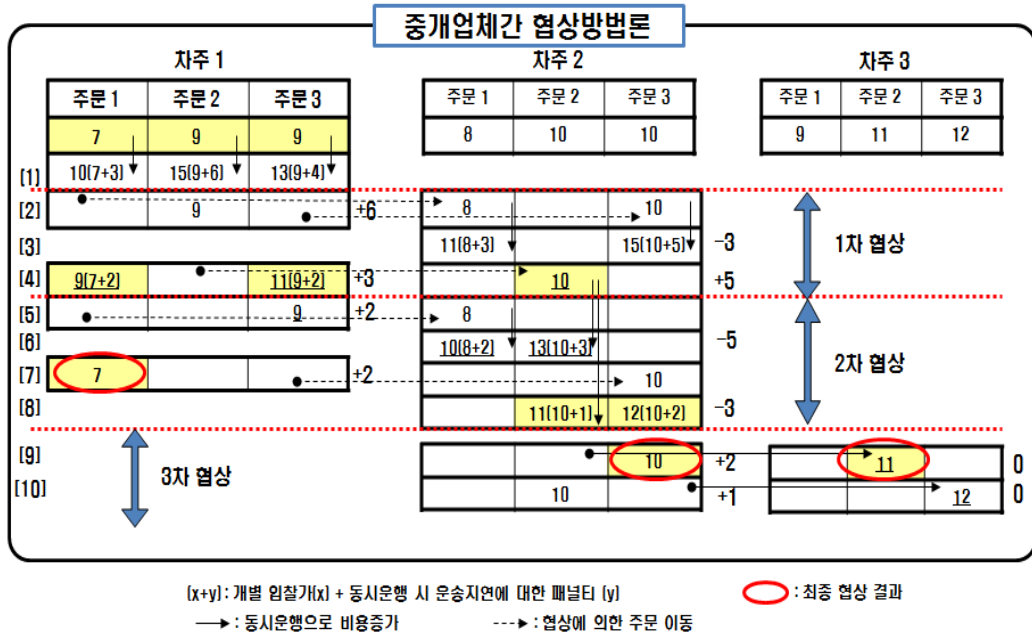 중개업체간 협상방법론
차주 1 차주 2 차주 3
주문 1 주문 2 주문 3 주문 1 주문 2 주문 3 주문 1 주문 2 주문 3
7 9 9 8 10 10 9 11 12
[1] 10(7+3) 15(9+6) 13(9+4)
[2] 9 +6 8 10
[3] 11(8+3) 15(10+5) -3 1차 협상
[4] 9(7+2) 11(9+2) +3 10 +5
[5] 9 +2 8
[6] 10(8+2) 13(10+3) -5
2차 협상
[7] 7 +2 10
[8] 11(10+1) 12(10+2) -3
[9] 10 +2 11 0
3차 협상
[10] 10 +1 12 0
(x+y) : 개별 입찰가(x) + 동시운행 시 운송지연에 대한 패널티 (y) : 최종 협상 결과
: 동시운행으로 비용증가 : 협상에 의한 주문 이동